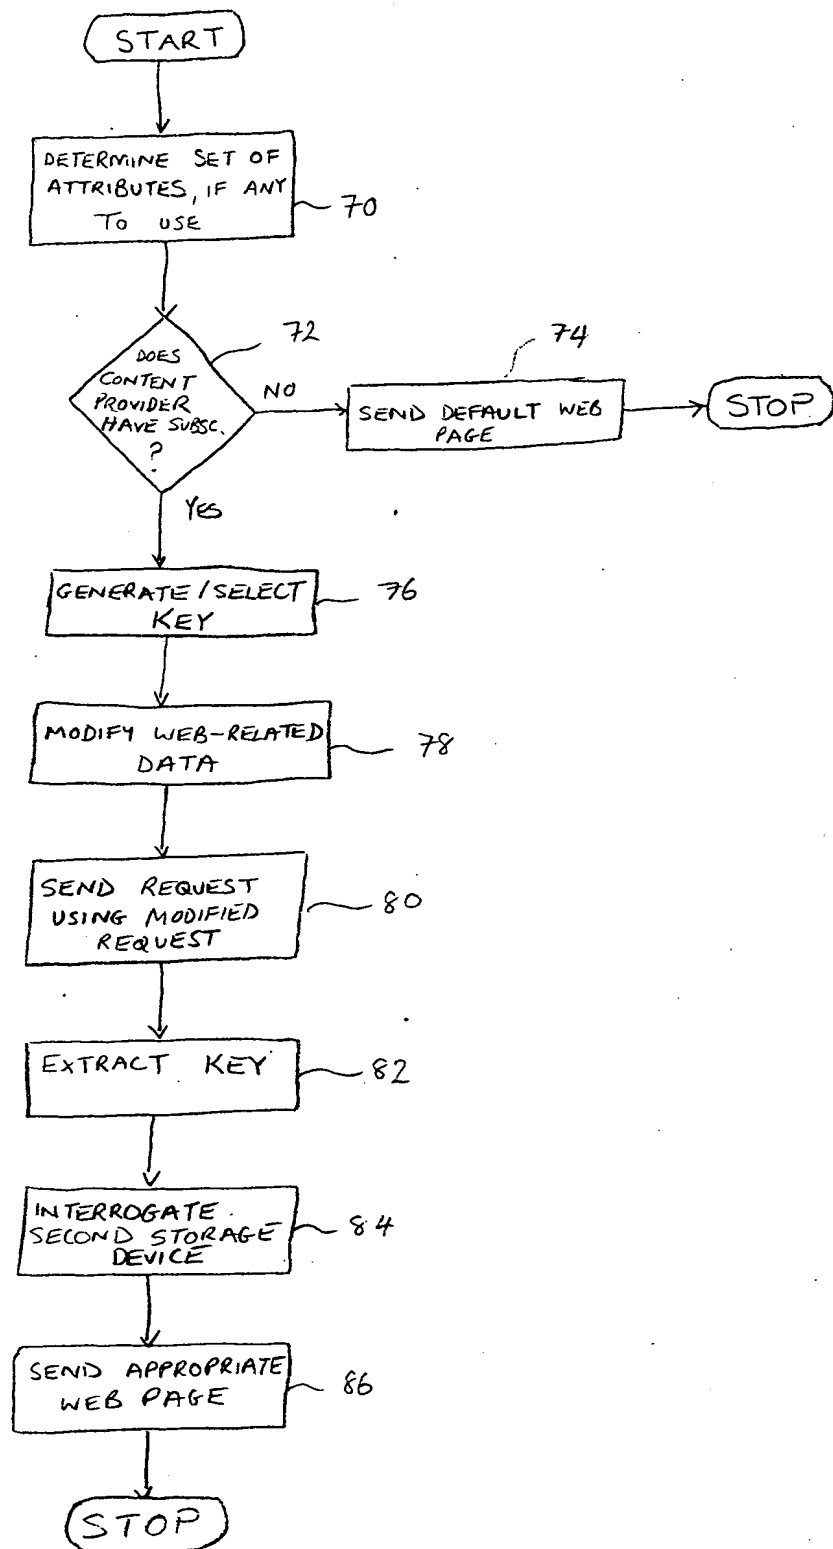 START
DETERMINE SET OF
ATTRIBUTES, IF ANY
TO USE
70
72
DOES
CONTENT
PROVIDER
HAVE SUBSC.
?
NO
74
SEND DEFAULT WEB
PAGE
STOP
YES
GENERATE/SELECT
KEY
76
MODIFY WEB-RELATED
DATA
78
SEND REQUEST
USING MODIFIED
REQUEST
80
EXTRACT KEY
82
INTERROGATE
SECOND STORAGE
DEVICE
84
SEND APPROPRIATE
WEB PAGE
86
STOP